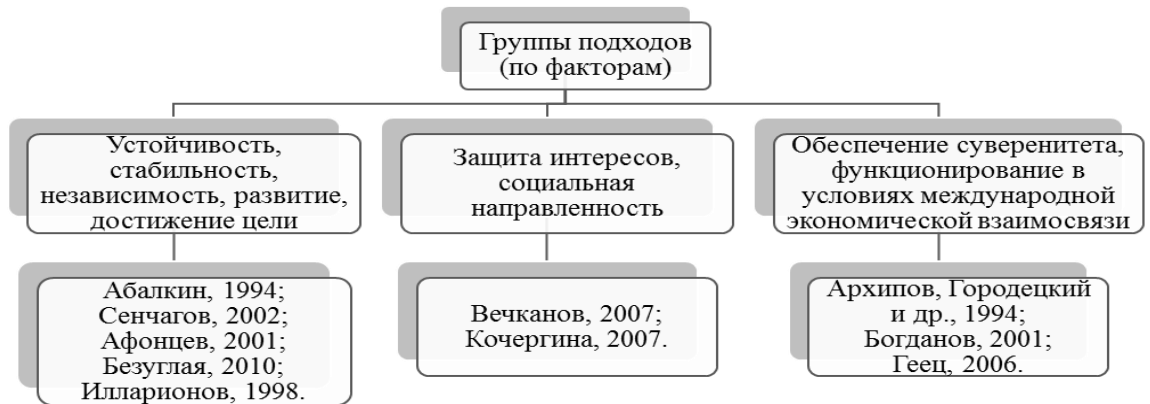 Группы подходов
(по факторам)
Устойчивость,
стабильность,
независимость, развитие,
достижение цели
Защита интересов,
социальная
направленность
Обеспечение суверенитета,
функционирование в
условиях международной
экономической взаимосвязи
Абалкин, 1994;
Сенчагов, 2002;
Афонцев, 2001;
Безуглая, 2010;
Илларионов, 1998.
Вечканов, 2007;
Кочергина, 2007.
Архипов, Городецкий
и др., 1994;
Богданов, 2001;
Геец, 2006.